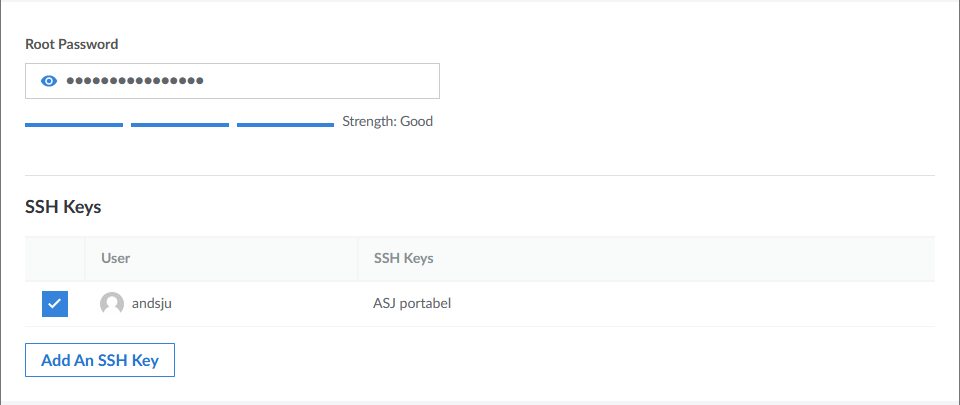 Root Password
••••••••••••••••
Strength: Good
SSH Keys
User SSH Keys
andsju ASJ portabel
Add An SSH Key